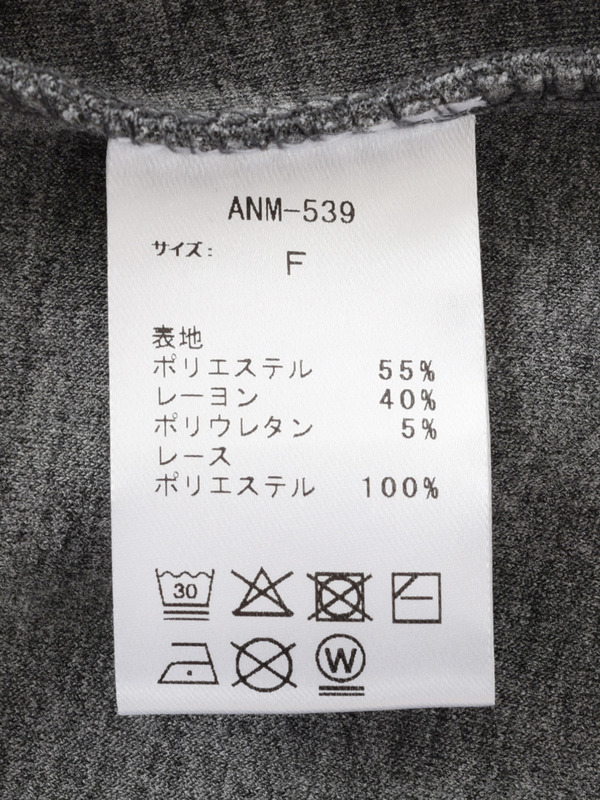 ANM-539
サイズ: F
表地
ポリエステル 55%
レーヨン 40%
ポリウレタン 5%
レース
ポリエステル 100%
30
W